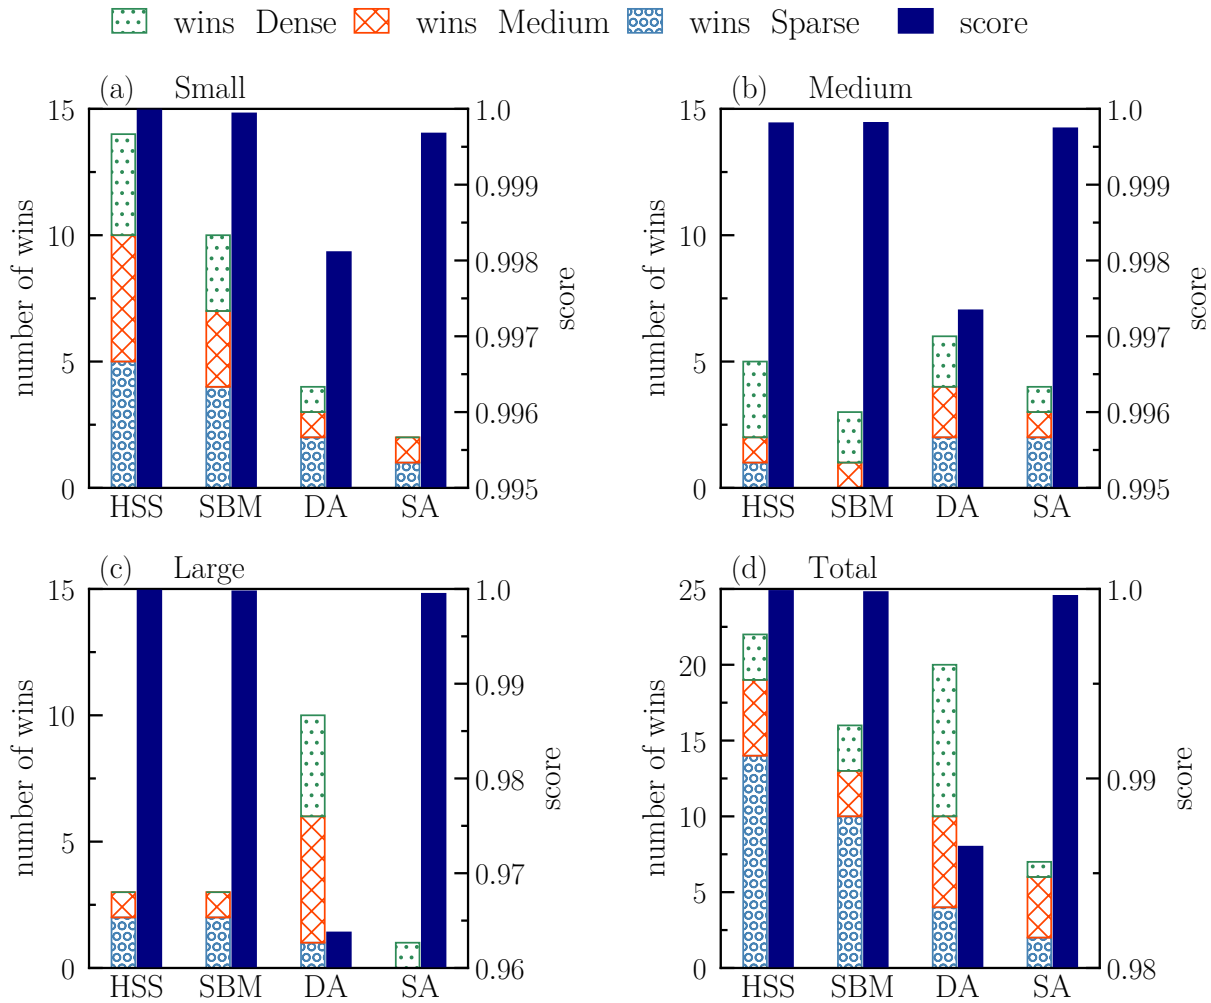 wins Dense wins Medium wins Sparse score
(a) Small
15
10
5
0
number of wins
1.0
0.999
0.998
0.997
0.996
0.995
score
HSS SBM DA SA
(b) Medium
15
10
5
0
number of wins
1.0
0.999
0.998
0.997
0.996
0.995
score
HSS SBM DA SA
(c) Large
15
10
5
0
number of wins
1.0
0.99
0.98
0.97
0.96
score
HSS SBM DA SA
(d) Total
25
20
15
10
5
0
number of wins
1.0
0.99
0.98
score
HSS SBM DA SA